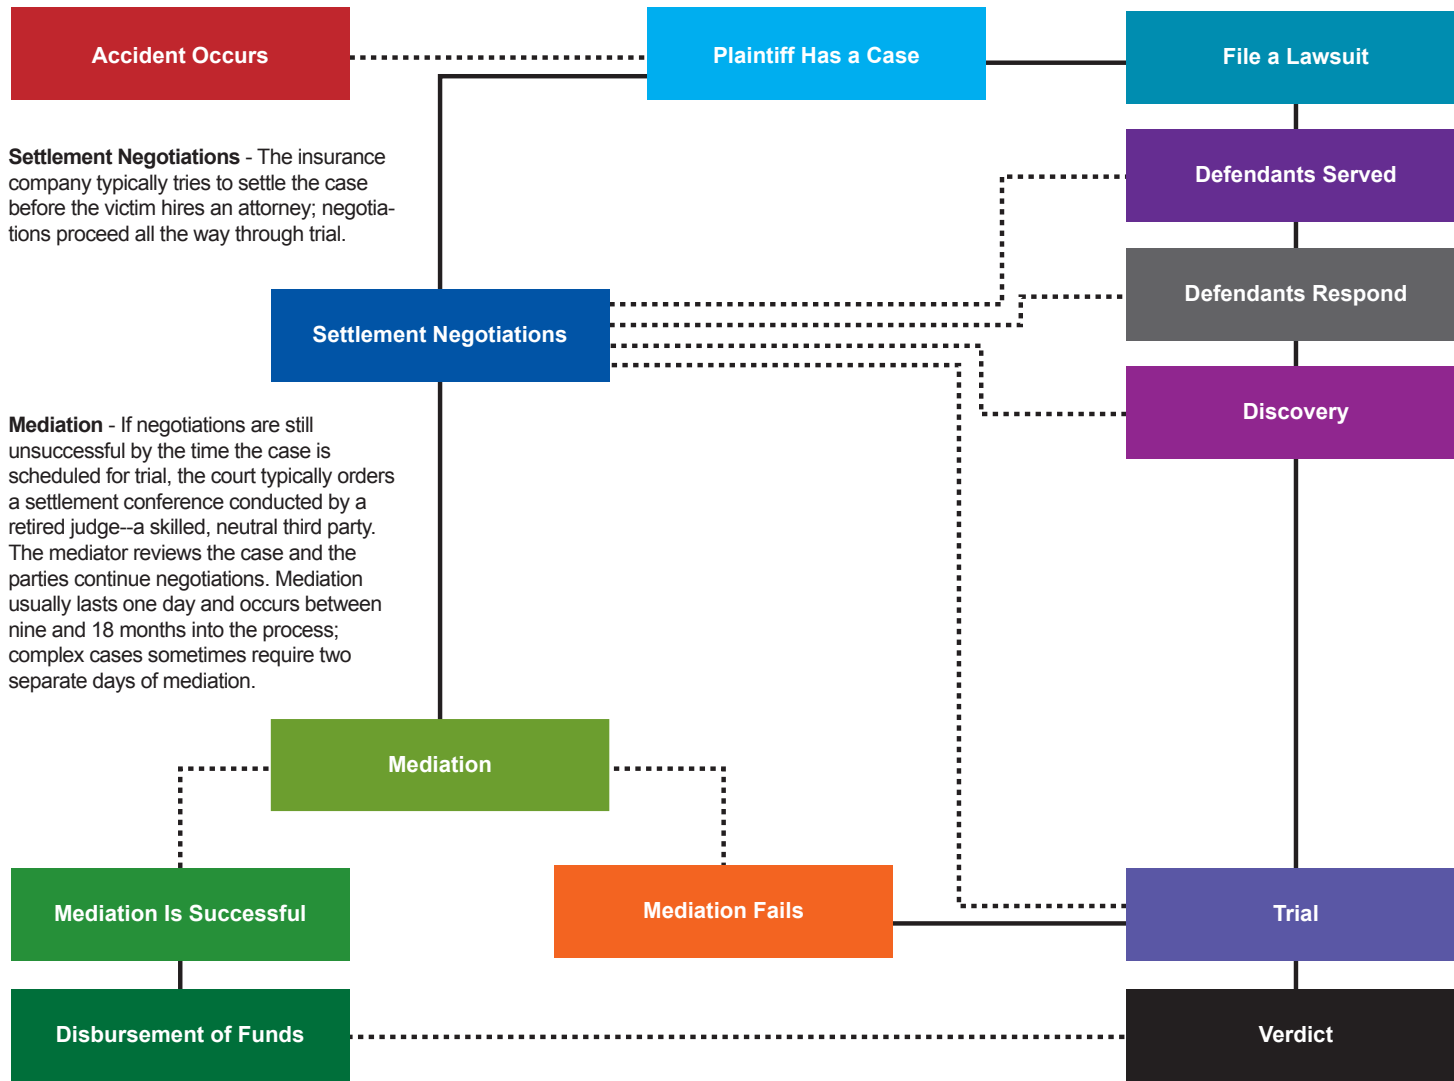 Accident Occurs
Plaintiff Has a Case
File a Lawsuit
Settlement Negotiations - The insurance
company typically tries to settle the case
before the victim hires an attorney; negotia-
tions proceed all the way through trial.
Defendants Served
Defendants Respond
Settlement Negotiations
Discovery
Mediation - If negotiations are still
unsuccessful by the time the case is
scheduled for trial, the court typically orders
a settlement conference conducted by a
retired judge--a skilled, neutral third party.
The mediator reviews the case and the
parties continue negotiations. Mediation
usually lasts one day and occurs between
nine and 18 months into the process;
complex cases sometimes require two
separate days of mediation.
Mediation
Mediation Is Successful
Mediation Fails
Trial
Disbursement of Funds
Verdict